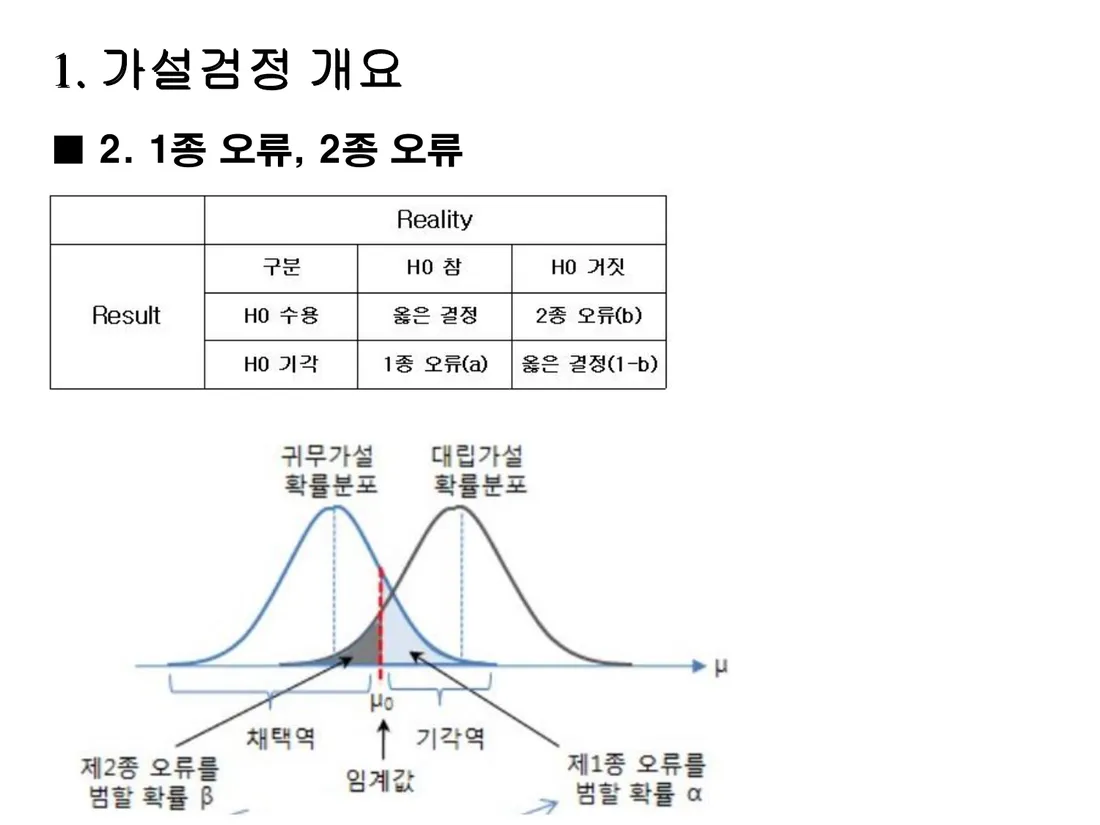 1. 가설검정 개요
■ 2. 1종 오류, 2종 오류
Reality
Result
구분 H0 참 H0 거짓
H0 수용 옳은 결정 2종 오류(b)
H0 기각 1종 오류(a) 옳은 결정(1-b)
귀무가설 대립가설
확률분포 확률분포
μ
μ₀
채택역 기각역
제2종 오류를
범할 확률 β
임계값
제1종 오류를
범할 확률 α